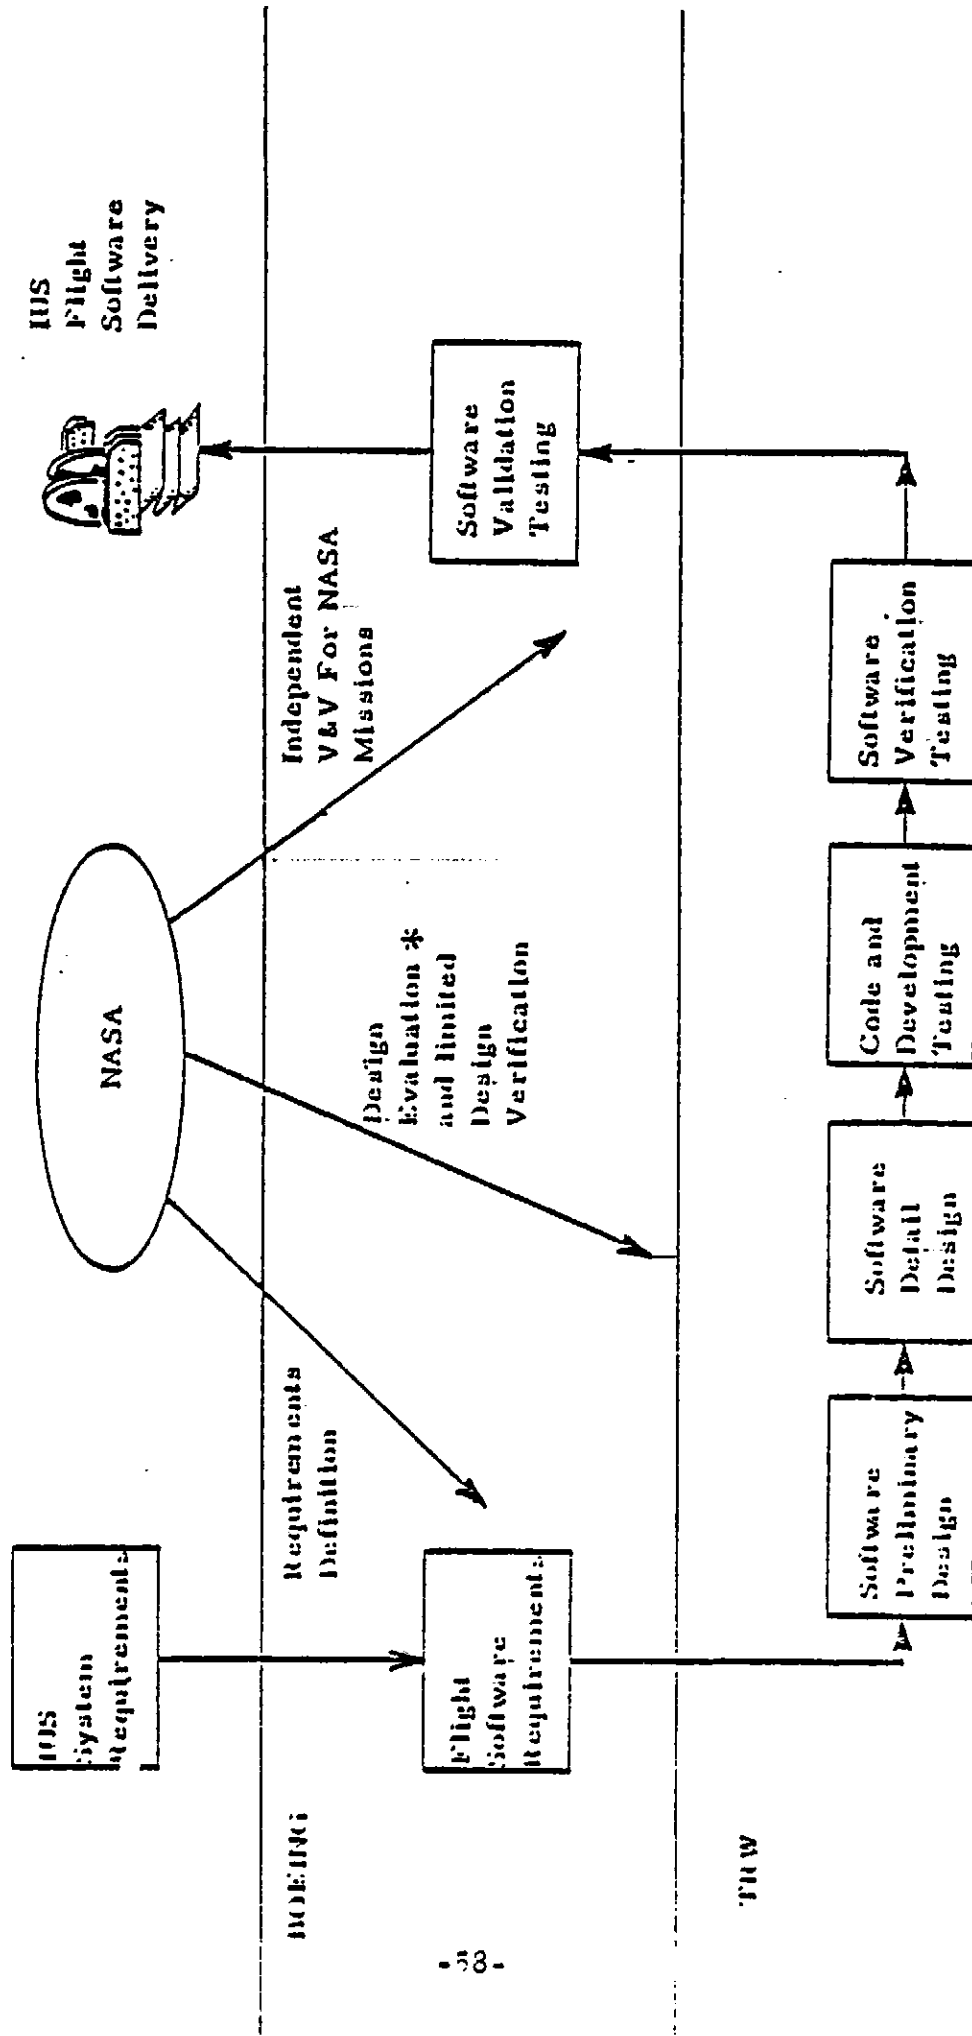 IUS
System
Requirements
NASA
IUS
Flight
Software
Delivery
BOEING
Requirements
Definition
Design
Evaluation *
and limited
Design
Verification
Independent
V&V For NASA
Missions
Flight
Software
Requirements
Software
Validation
Testing
TRW
Software
Preliminary
Design
Software
Detail
Design
Code and
Development
Testing
Software
Verification
Testing